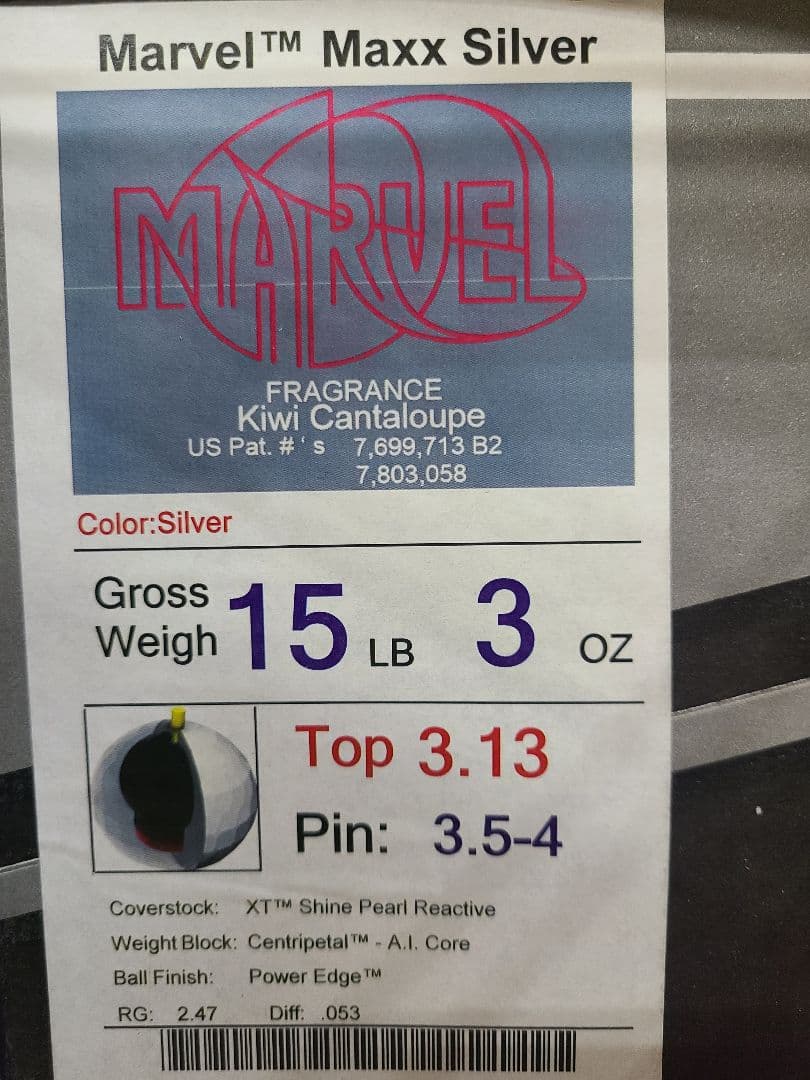 Marvel™ Maxx Silver
MARVEL
FRAGRANCE
Kiwi Cantaloupe
US Pat. #'s 7,699,713 B2
7,803,058
Color:Silver
Gross
Weigh 15 LB 3 OZ
Top 3.13
Pin: 3.5-4
Coverstock: XT™ Shine Pearl Reactive
Weight Block: Centripetal™ - A.I. Core
Ball Finish: Power Edge™
RG: 2.47 Diff: .053